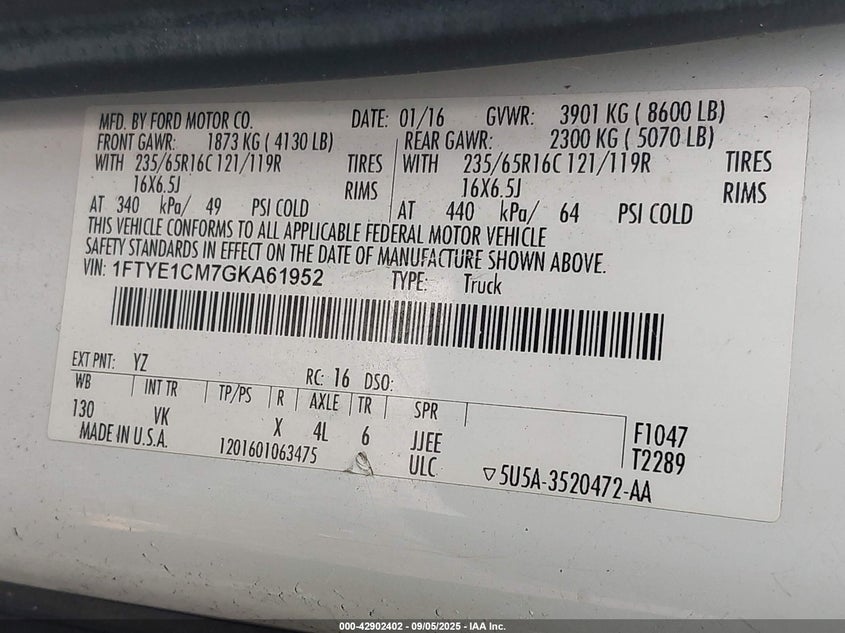 MFD. BY FORD MOTOR CO. DATE: 01/16 GVWR: 3901 KG ( 8600 LB)
FRONT GAWR: 1873 KG ( 4130 LB) REAR GAWR: 2300 KG ( 5070 LB)
WITH 235/65R16C 121/119R TIRES WITH 235/65R16C 121/119R TIRES
16X6.5J RIMS 16X6.5J RIMS
AT 340 kPa/ 49 PSI COLD AT 440 kPa/ 64 PSI COLD
THIS VEHICLE CONFORMS TO ALL APPLICABLE FEDERAL MOTOR VEHICLE
SAFETY STANDARDS IN EFFECT ON THE DATE OF MANUFACTURE SHOWN ABOVE.
VIN: 1FTYE1CM7GKA61952 TYPE: Truck
EXT PNT: YZ RC: 16 DSO:
WB INT TR TP/PS R AXLE TR SPR
130 VK X 4L 6 JJEE F1047
MADE IN U.S.A. 1201601063475 ULC T2289
▽5U5A-3520472-AA
000-42902402 - 09/05/2025 - IAA Inc.